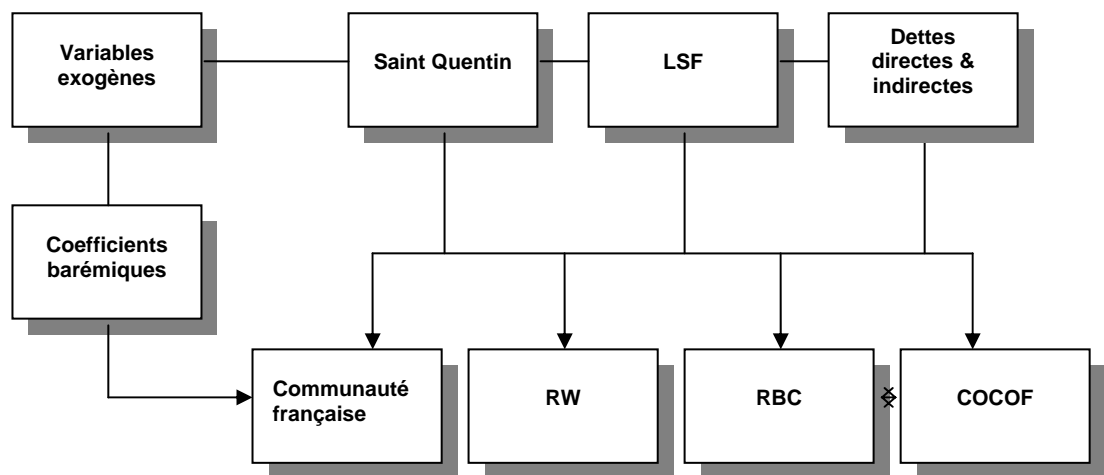 Variables
exogènes
Saint Quentin
LSF
Dettes
directes &
indirectes
Coefficients
barémiques
Communauté
française
RW
RBC
COCOF